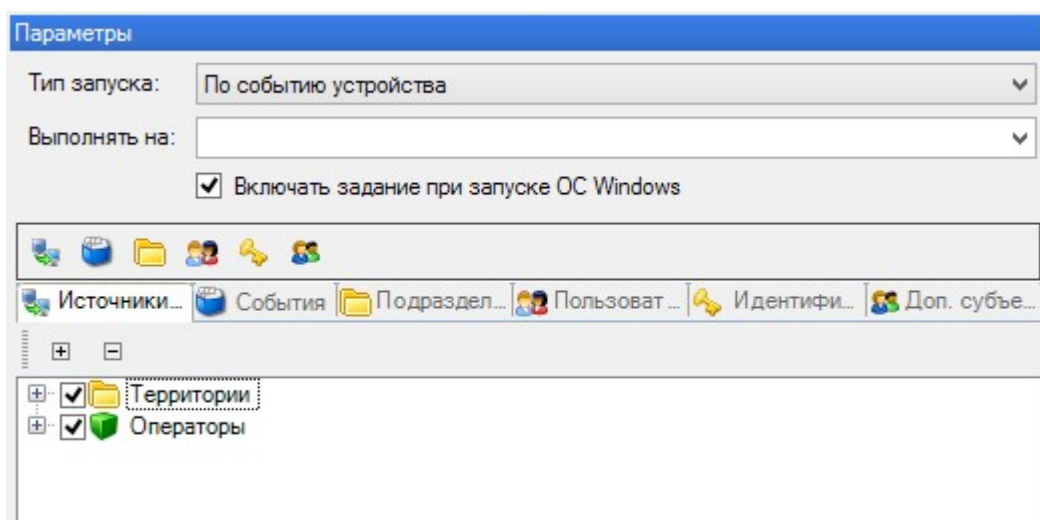 Параметры
Тип запуска: По событию устройства
Выполнять на:
Включать задание при запуске ОС Windows
Источники... События Подраздел... Пользоват... Идентифи... Доп. субъе...
Территории
Операторы